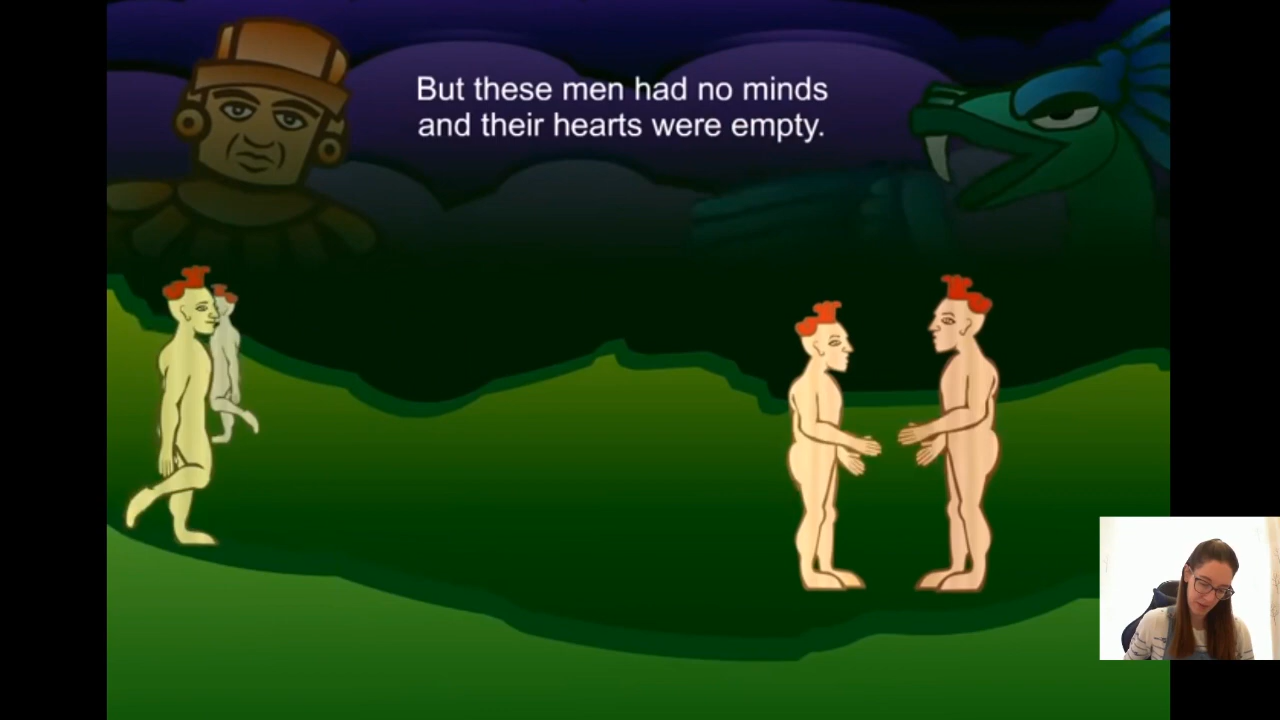 But these men had no minds
and their hearts were empty.